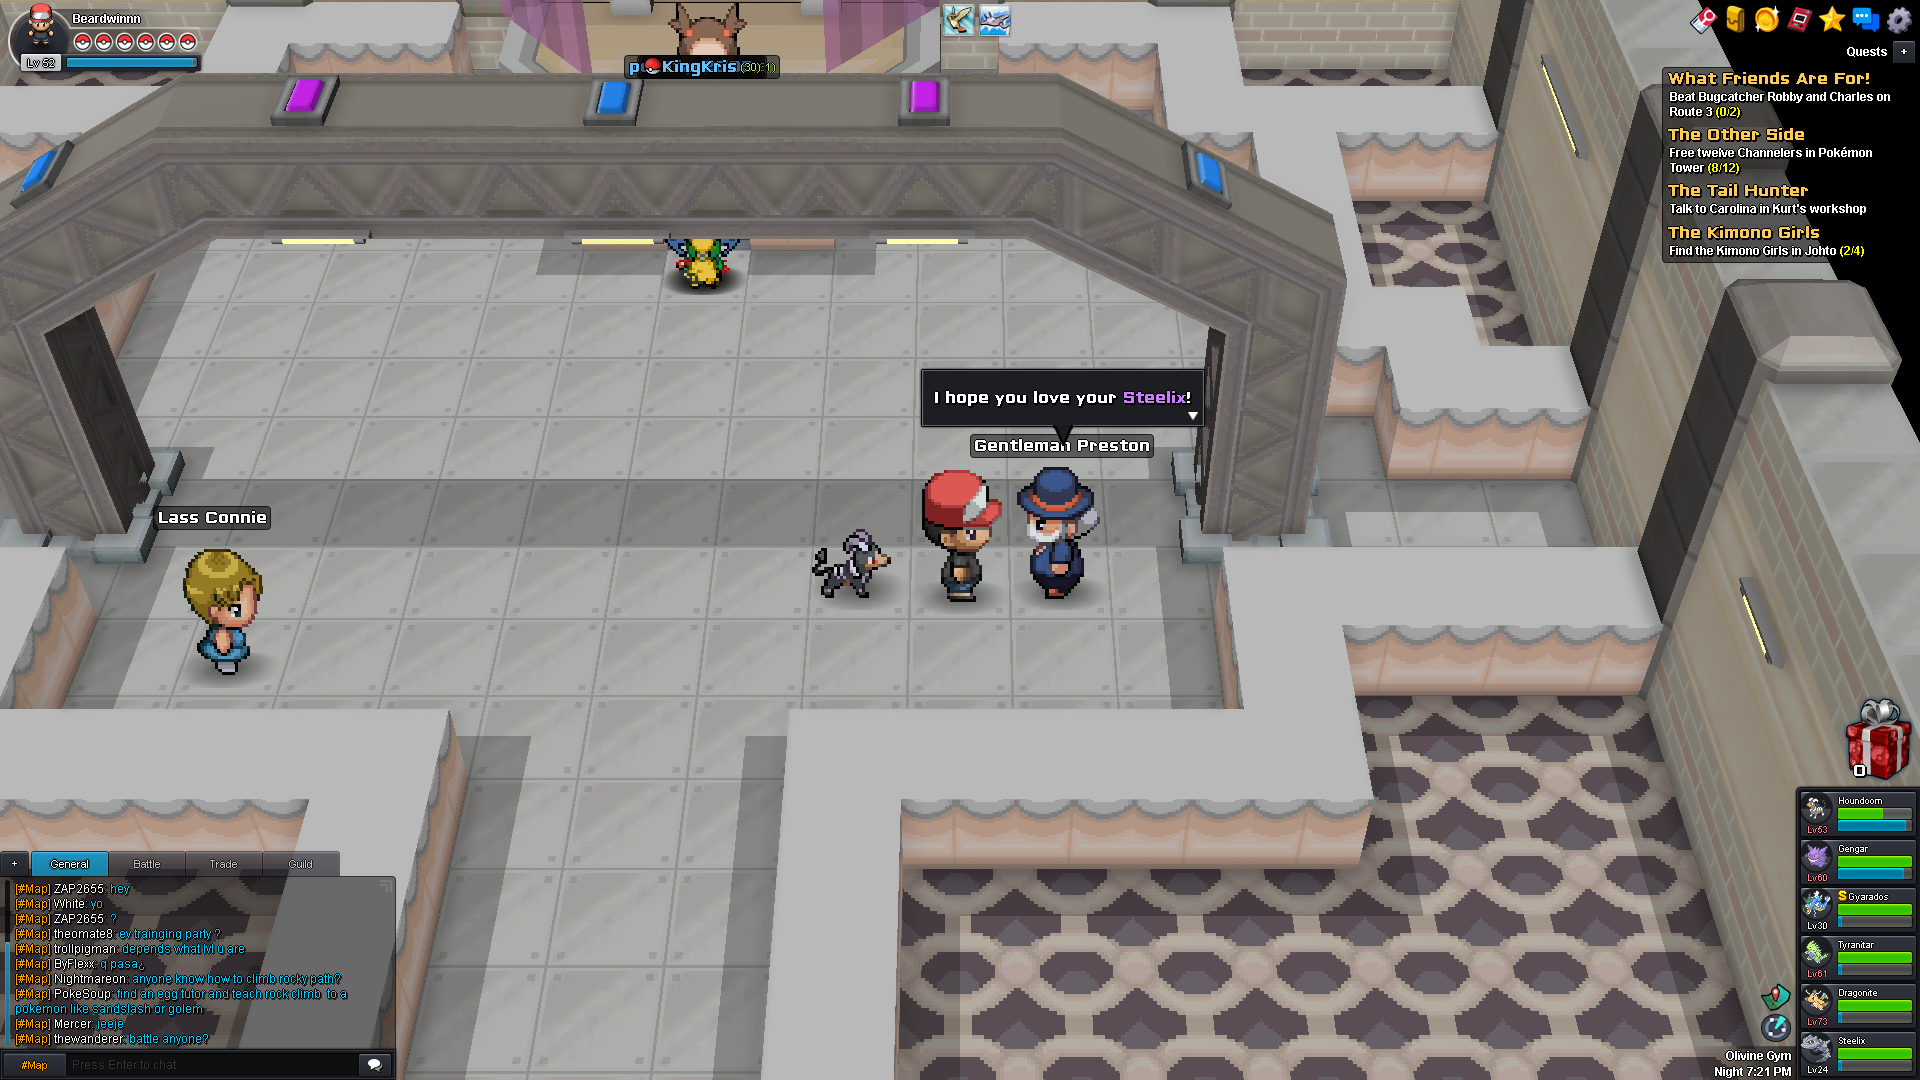 Beardwinnn
Lv 52
KingKris
Quests +
What Friends Are For!
Beat Bugcatcher Robby and Charles on
Route 3 (0/2)
The Other Side
Free twelve Channelers in Pokémon
Tower (8/12)
The Tail Hunter
Talk to Carolina in Kurt's workshop
The Kimono Girls
Find the Kimono Girls in Johto (2/4)
I hope you love your Steelix!
Gentleman Preston
Lass Connie
0
+ General Battle Trade Guild
[#Map] ZAP2655: hey
[#Map] White: yo
[#Map] ZAP2655: ?
[#Map] theomate8: ev trainging party ?
[#Map] trollpigman: depends what lvl u are
[#Map] ByFlexx: q pasa¿
[#Map] Nightmareon: anyone know how to climb rocky path?
[#Map] PokeSoup: find an egg tutor and teach rock climb to a
pokemon like sandslash or golem
[#Map] Mercer: jeeje
[#Map] thewanderer: battle anyone?
#Map Press Enter to chat
Houndoom
Lv53
Gengar
Lv60
S Gyarados
Lv30
Tyranitar
Lv61
Dragonite
Lv73
Steelix
Lv24
Olivine Gym
Night 7:21 PM